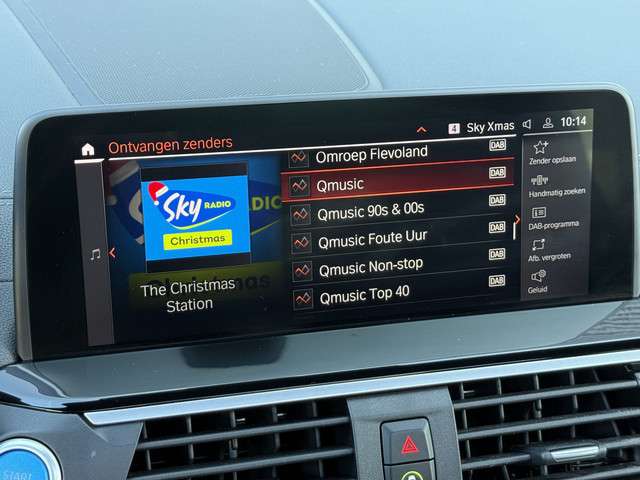 Ontvangen zenders
4 Sky Xmas
10:14
Sky RADIO
Christmas
The Christmas
Station
Omroep Flevoland DAB
Qmusic DAB
Qmusic 90s & 00s DAB
Qmusic Foute Uur DAB
Qmusic Non-stop DAB
Qmusic Top 40 DAB
Zender opslaan
Handmatig zoeken
DAB-programma
Afb. vergroten
Geluid
START